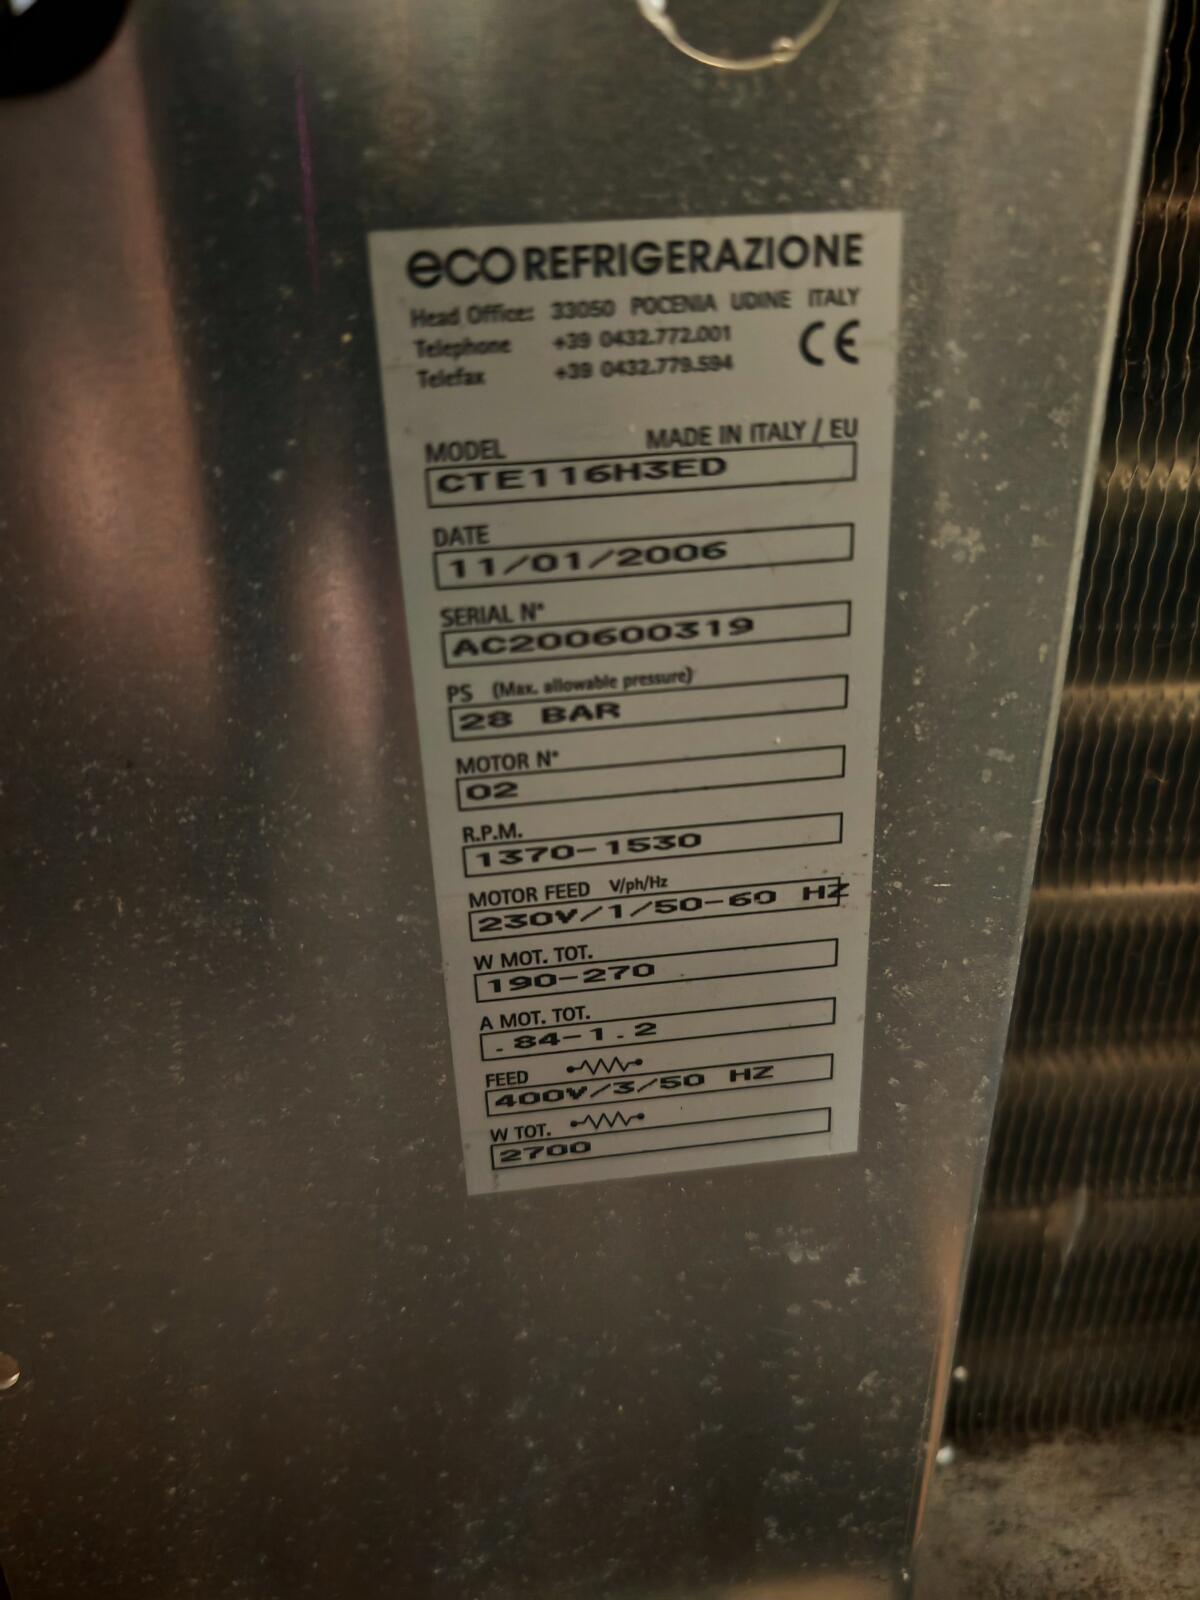 eco REFRIGERAZIONE
Head Office: 33050 POCENIA UDINE ITALY
Telephone +39 0432.772.001
Telefax +39 0432.779.594
CE
MODEL MADE IN ITALY / EU
CTE116H3ED
DATE
11/01/2006
SERIAL N°
AC200600319
PS (Max. allowable pressure)
28 BAR
MOTOR N°
02
R.P.M.
1370-1530
MOTOR FEED V/ph/Hz
230V/1/50-60 HZ
W MOT. TOT.
190-270
A MOT. TOT.
.84-1.2
FEED
400V/3/50 HZ
W TOT.
2700